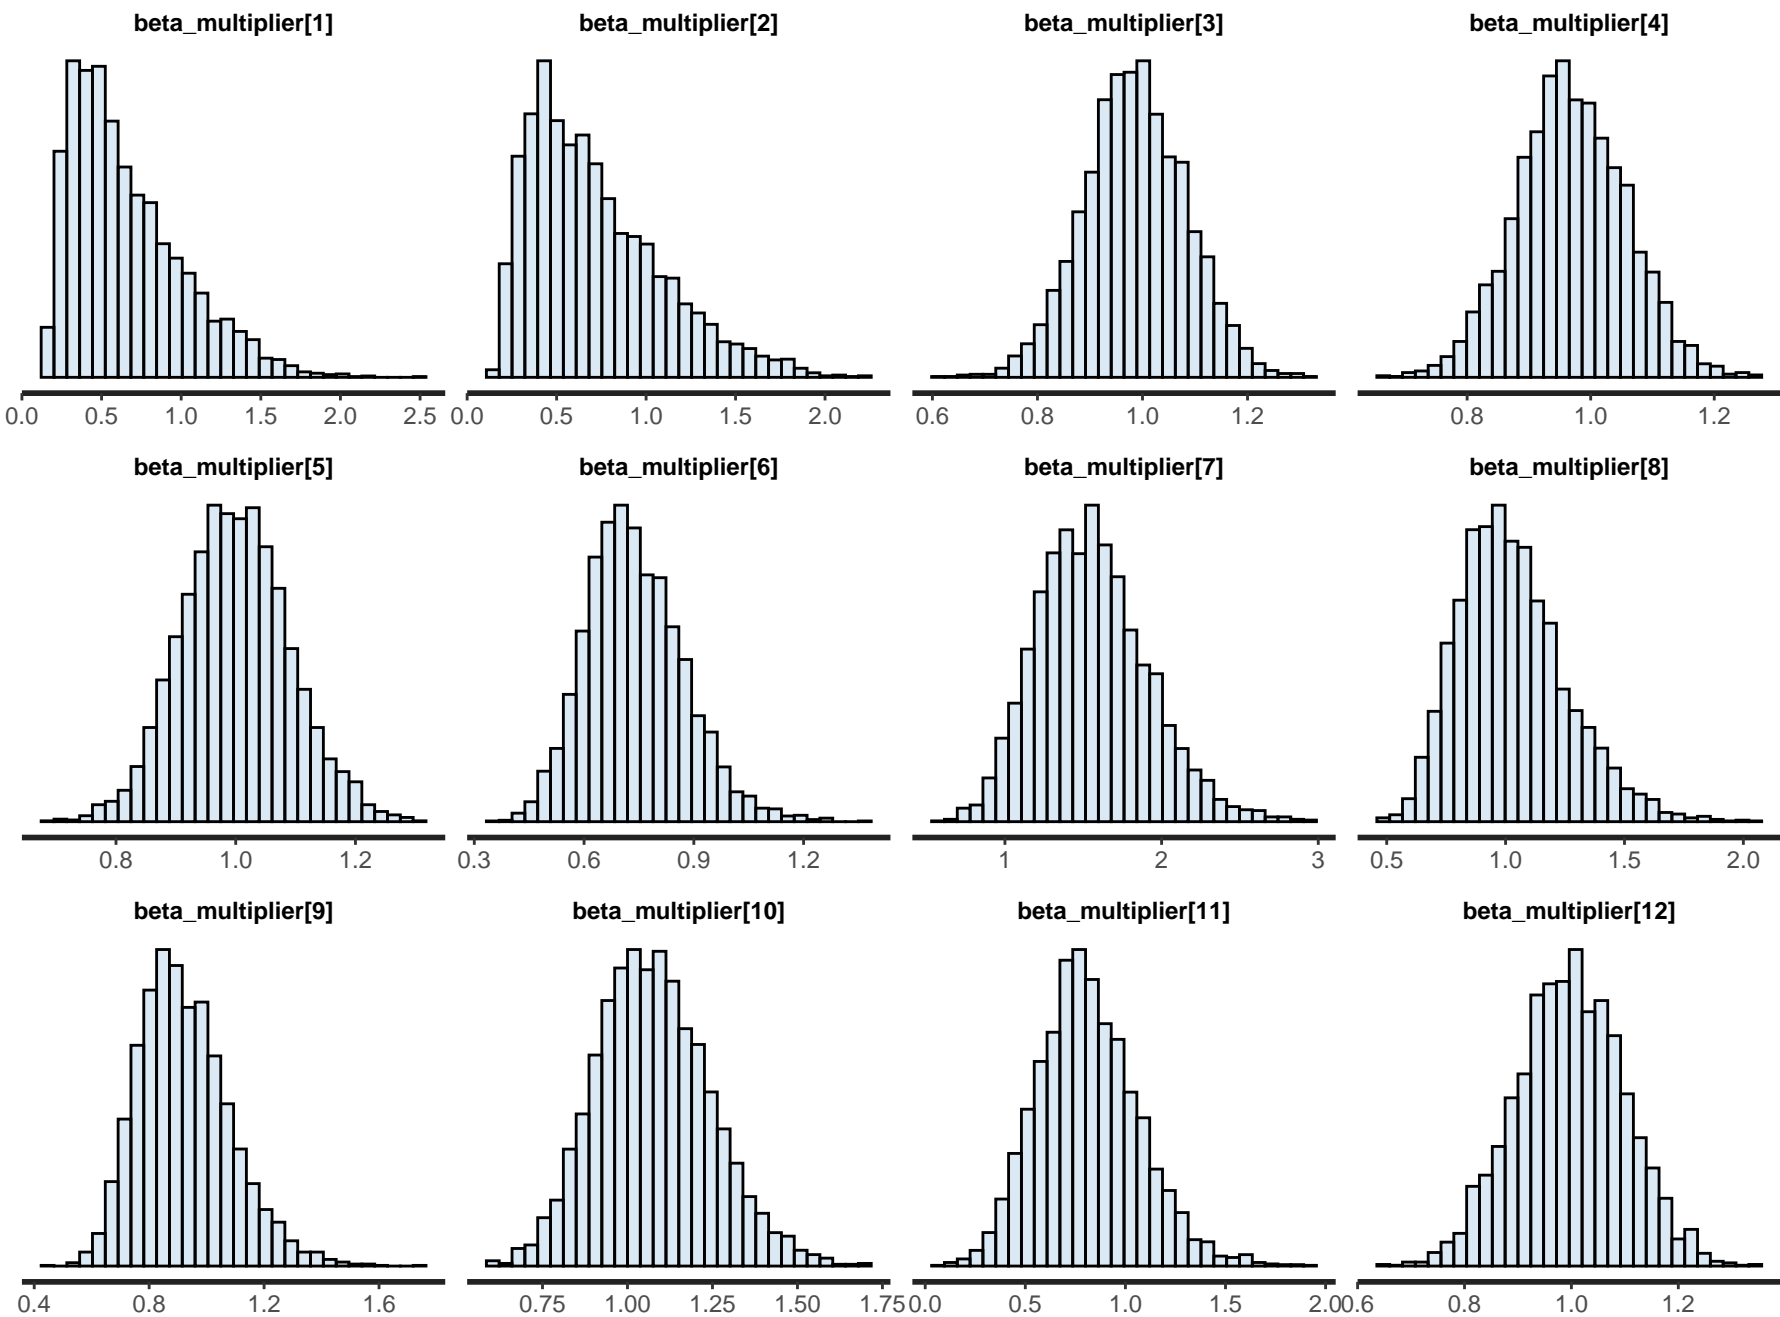 beta_multiplier[1] beta_multiplier[2] beta_multiplier[3] beta_multiplier[4]
0.0 0.5 1.0 1.5 2.0 2.5 0.0 0.5 1.0 1.5 2.0 0.6 0.8 1.0 1.2 0.8 1.0 1.2
beta_multiplier[5] beta_multiplier[6] beta_multiplier[7] beta_multiplier[8]
0.8 1.0 1.2 0.3 0.6 0.9 1.2 1 2 3 0.5 1.0 1.5 2.0
beta_multiplier[9] beta_multiplier[10] beta_multiplier[11] beta_multiplier[12]
0.4 0.8 1.2 1.6 0.75 1.00 1.25 1.50 1.75 0.0 0.5 1.0 1.5 2.0 0.6 0.8 1.0 1.2